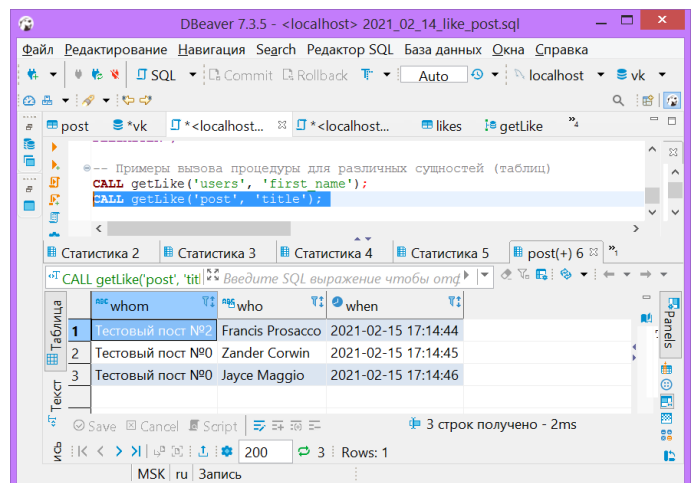 DBeaver 7.3.5 - <localhost> 2021_02_14_like_post.sql
Файл Редактирование Навигация Search Редактор SQL База данных Окна Справка
SQL Commit Rollback Auto localhost vk
post *vk *<localhost... *<localhost... likes getLike »4
-- Примеры вызова процедуры для различных сущностей (таблиц)
CALL getLike('users', 'first_name');
CALL getLike('post', 'title');
Статистика 2 Статистика 3 Статистика 4 Статистика 5 post(+) 6 »1
CALL getLike('post', 'titl Введите SQL выражение чтобы отф
Таблица
Текст
whom who when
1 Тестовый пост №2 Francis Prosacco 2021-02-15 17:14:44
2 Тестовый пост №0 Zander Corwin 2021-02-15 17:14:45
3 Тестовый пост №0 Jayce Maggio 2021-02-15 17:14:46
Panels
Save Cancel Script 3 строк получено - 2ms
200 3 Rows: 1
MSK ru Запись